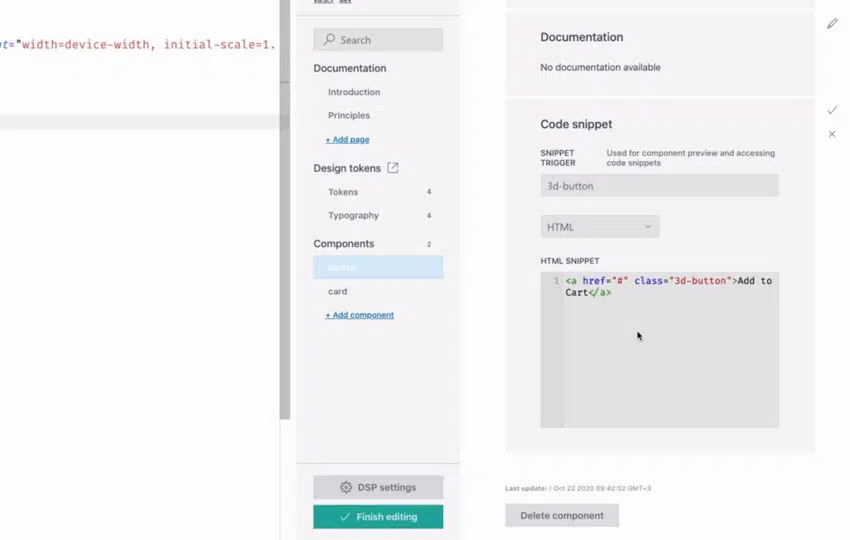 nt="width=device-width, initial-scale=1.
Search
Documentation
Introduction
Principles
+ Add page
Design tokens
Tokens 4
Typography 4
Components 2
button
card
+ Add component
DSP settings
Finish editing
Documentation
No documentation available
Code snippet
SNIPPET
TRIGGER
Used for component preview and accessing
code snippets
3d-button
HTML
HTML SNIPPET
1 <a href="#" class="3d-button">Add to
Cart</a>
Last update: | Oct 22 2020 09:42:52 GMT+3
Delete component